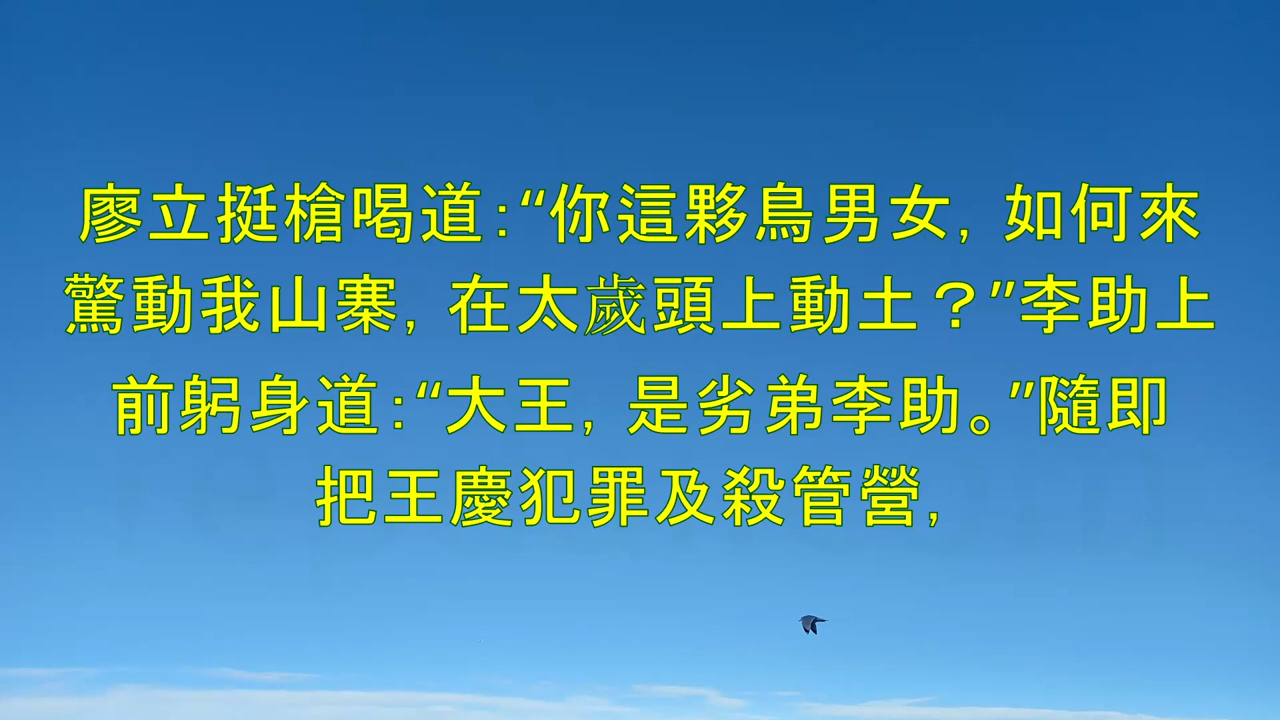 廖立挺槍喝道：“你這夥鳥男女，如何來
驚動我山寨，在太歲頭上動土？”李助上
前躬身道：“大王，是劣弟李助。”隨即
把王慶犯罪及殺管營，